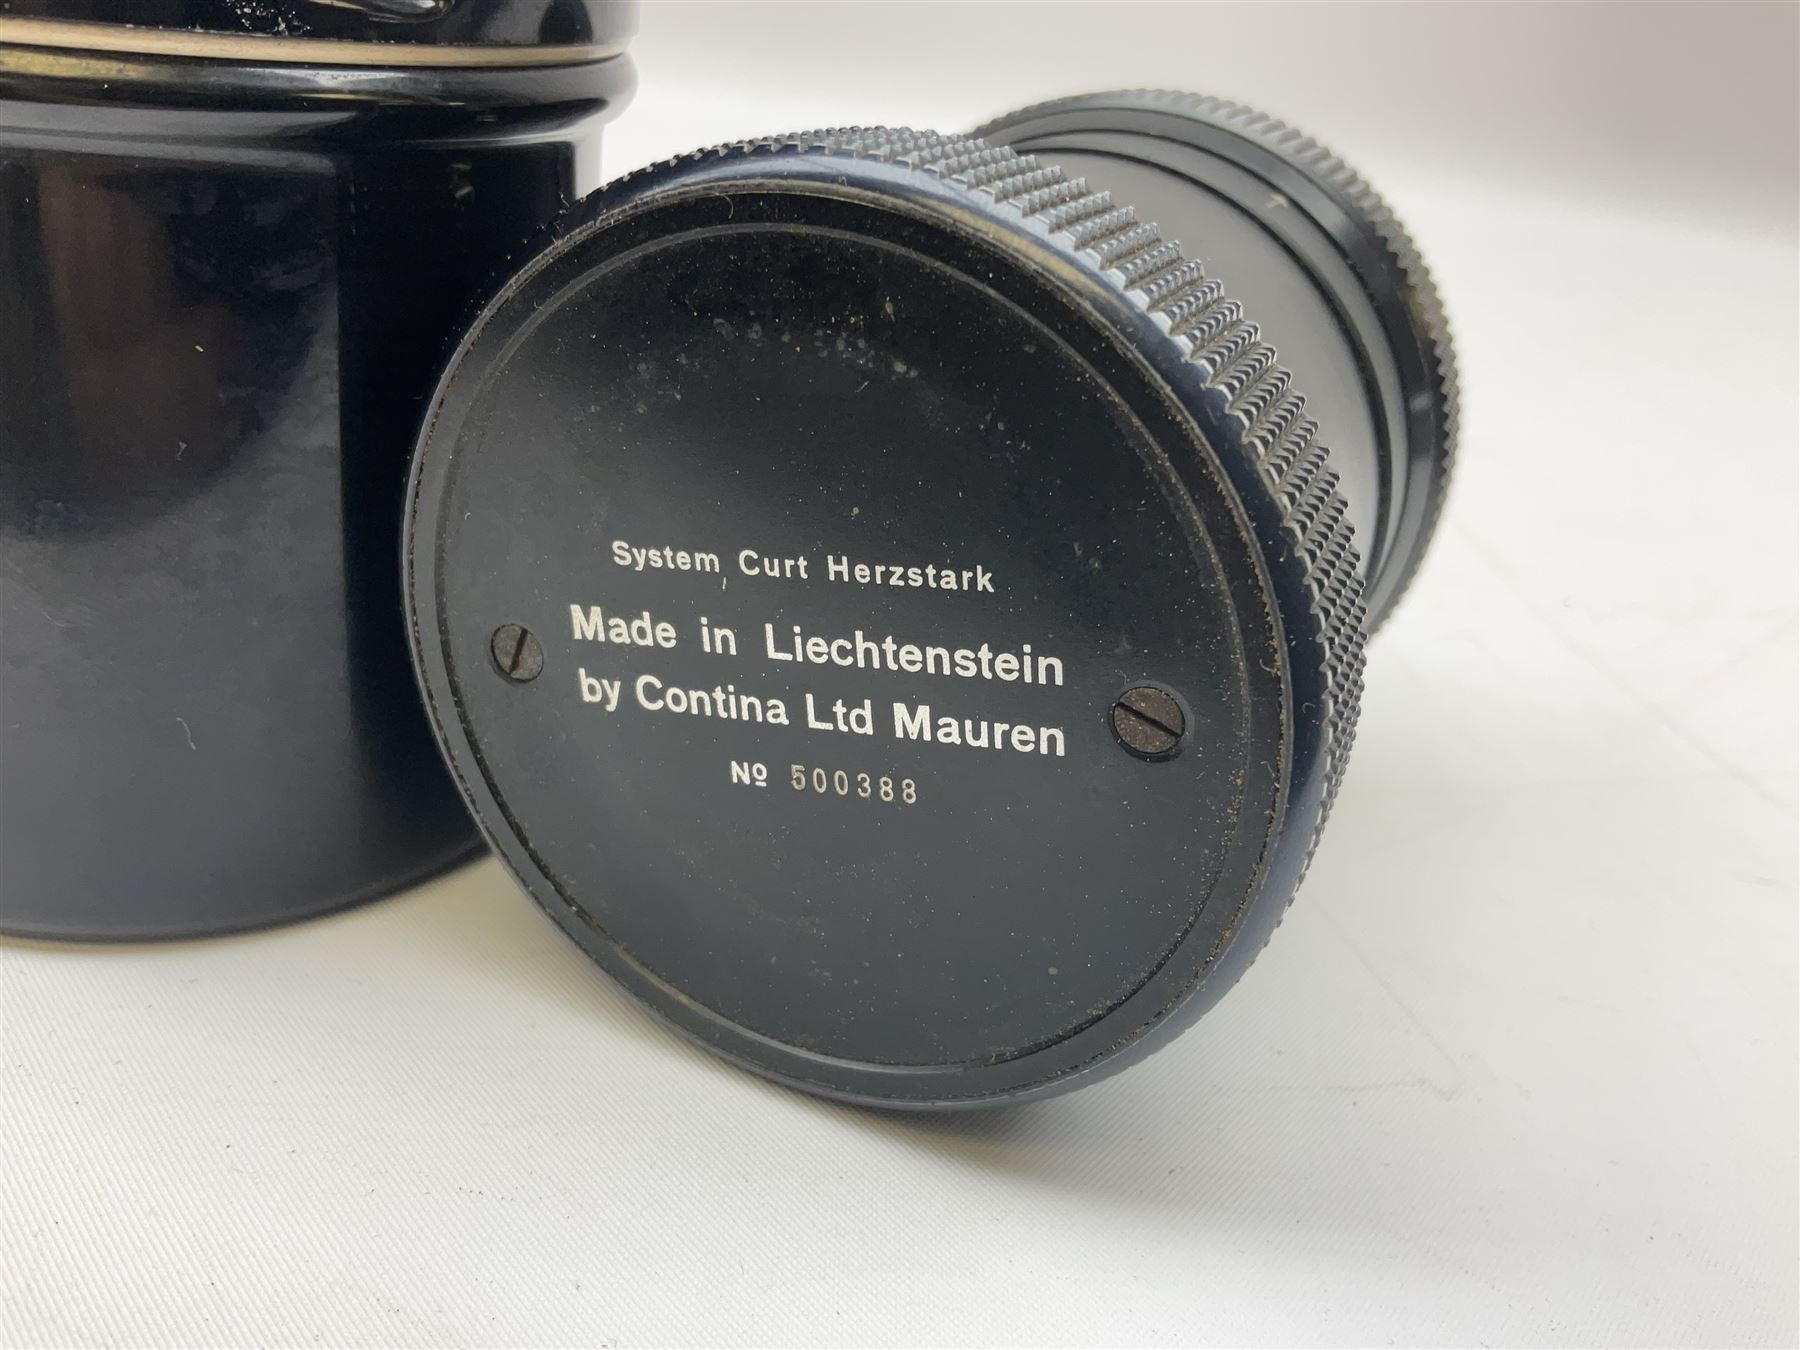 System Curt Herzstark
Made in Liechtenstein
by Contina Ltd Mauren
Nº 500388